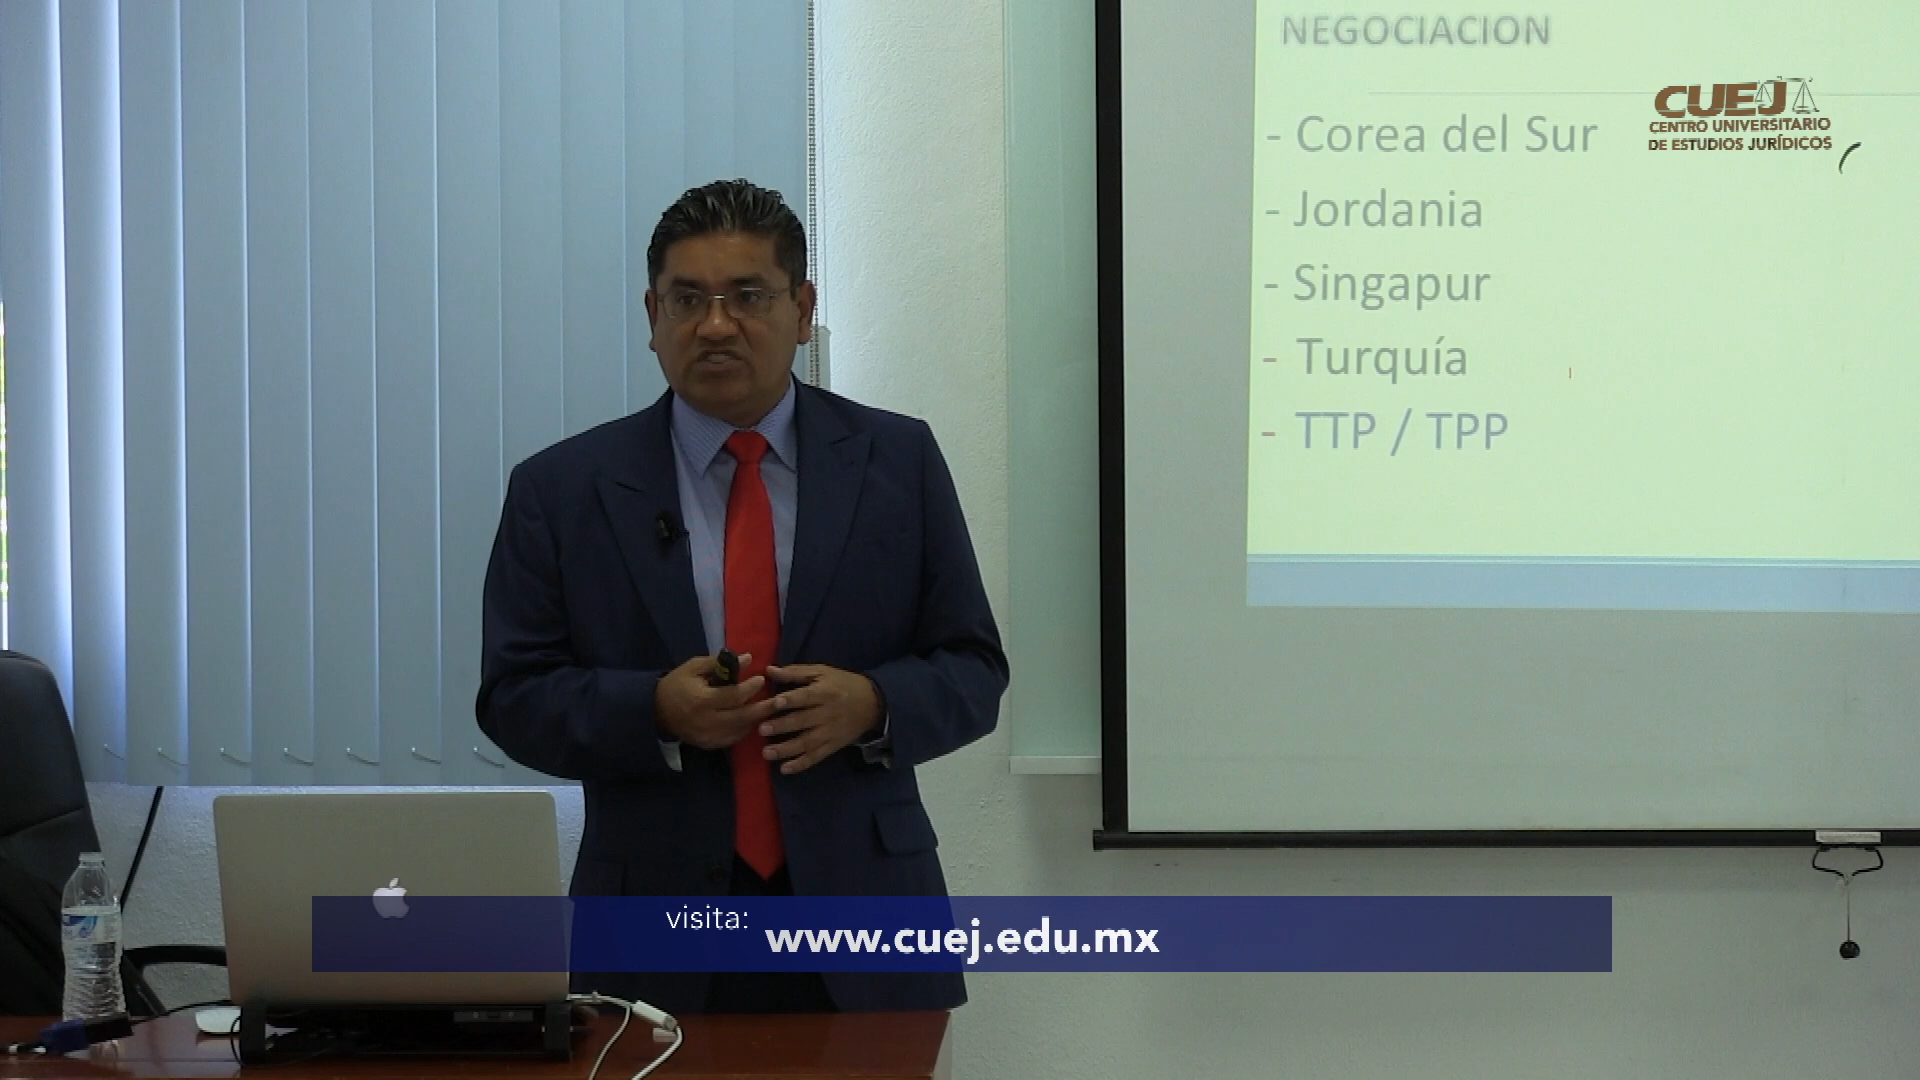 NEGOCIACION
- Corea del Sur
- Jordania
- Singapur
- Turquía
- TTP / TPP
CUEJ
CENTRO UNIVERSITARIO
DE ESTUDIOS JURÍDICOS
visita:
www.cuej.edu.mx